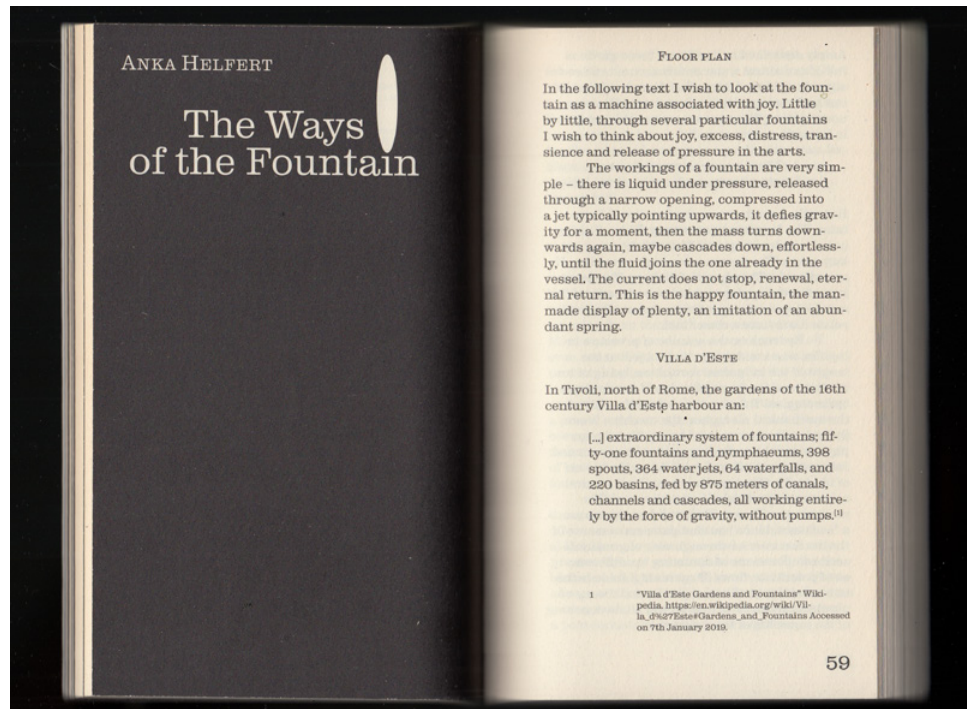 ANKA HELFERT
The Ways
of the Fountain
FLOOR PLAN
In the following text I wish to look at the foun-
tain as a machine associated with joy. Little
by little, through several particular fountains
I wish to think about joy, excess, distress, tran-
sience and release of pressure in the arts.
The workings of a fountain are very sim-
ple – there is liquid under pressure, released
through a narrow opening, compressed into
a jet typically pointing upwards, it defies grav-
ity for a moment, then the mass turns down-
wards again, maybe cascades down, effortless-
ly, until the fluid joins the one already in the
vessel. The current does not stop, renewal, eter-
nal return. This is the happy fountain, the man-
made display of plenty, an imitation of an abun-
dant spring.
VILLA D'ESTE
In Tivoli, north of Rome, the gardens of the 16th
century Villa d'Este harbour an:
[...] extraordinary system of fountains; fif-
ty-one fountains and nymphaeums, 398
spouts, 364 water jets, 64 waterfalls, and
220 basins, fed by 875 meters of canals,
channels and cascades, all working entire-
ly by the force of gravity, without pumps.[1]
1 "Villa d'Este Gardens and Fountains" Wiki-
pedia. https://en.wikipedia.org/wiki/Vil-
la_d%27Este#Gardens_and_Fountains Accessed
on 7th January 2019.
59